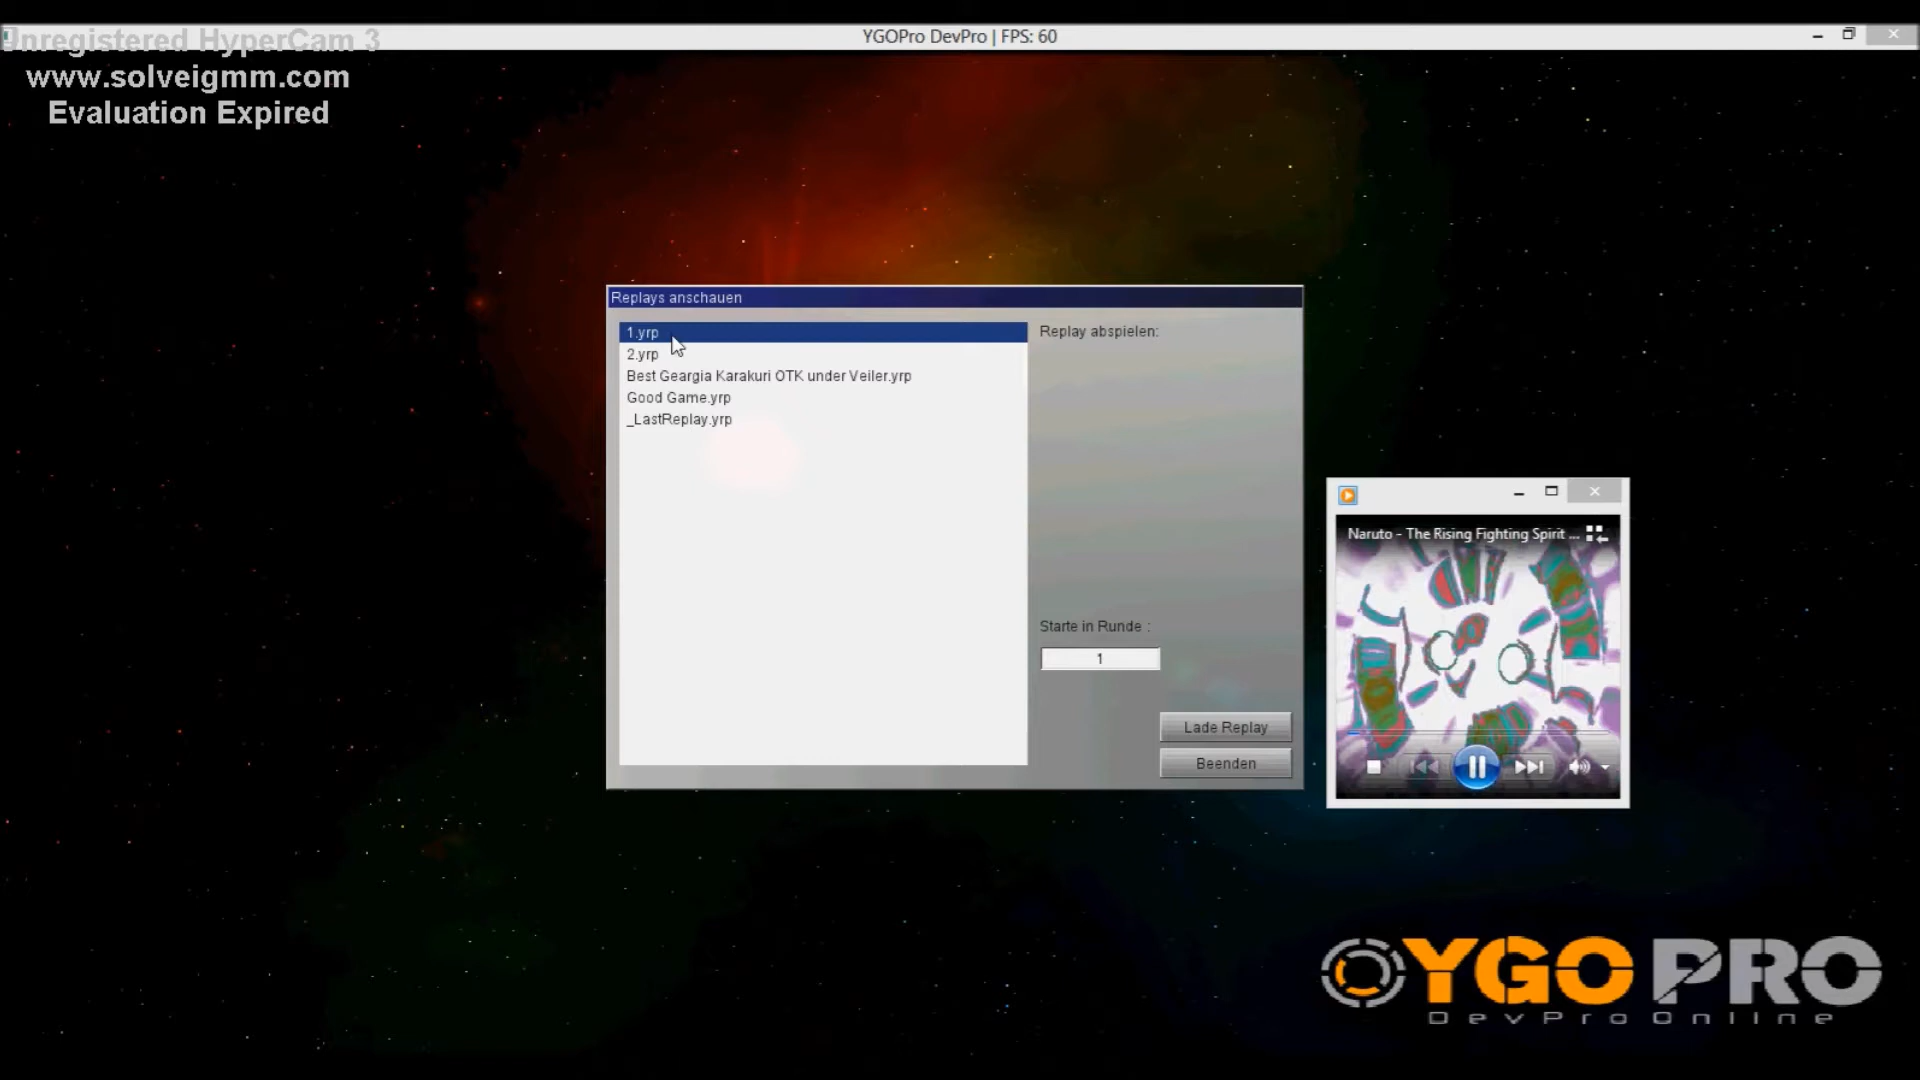 YGOPro DevPro | FPS: 60
Unregistered HyperCam 3
www.solveigmm.com
Evaluation Expired
Replays anschauen
1.yrp
2.yrp
Best Geargia Karakuri OTK under Veiler.yrp
Good Game.yrp
_LastReplay.yrp
Replay abspielen:
Starte in Runde :
1
Lade Replay
Beenden
Naruto - The Rising Fighting Spirit ...
YGO PRO
DevPro Online